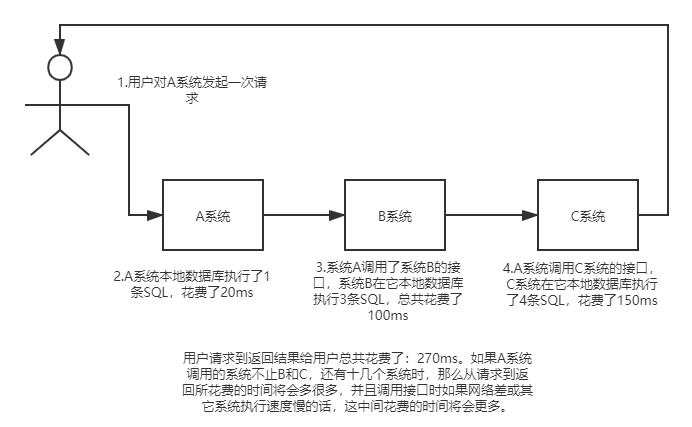 1.用户对A系统发起一次请
求
A系统
B系统
C系统
2.A系统本地数据库执行了1
条SQL，花费了20ms
3.系统A调用了系统B的接
口，系统B在它本地数据库
执行3条SQL，总共花费了
100ms
4.A系统调用C系统的接口，
C系统在它本地数据库执行
了4条SQL，花费了150ms
用户请求到返回结果给用户总共花费了：270ms。如果A系统
调用的系统不止B和C，还有十几个系统时，那么从请求到返
回所花费的时间将会多很多，并且调用接口时如果网络差或其
它系统执行速度慢的话，这中间花费的时间将会更多。